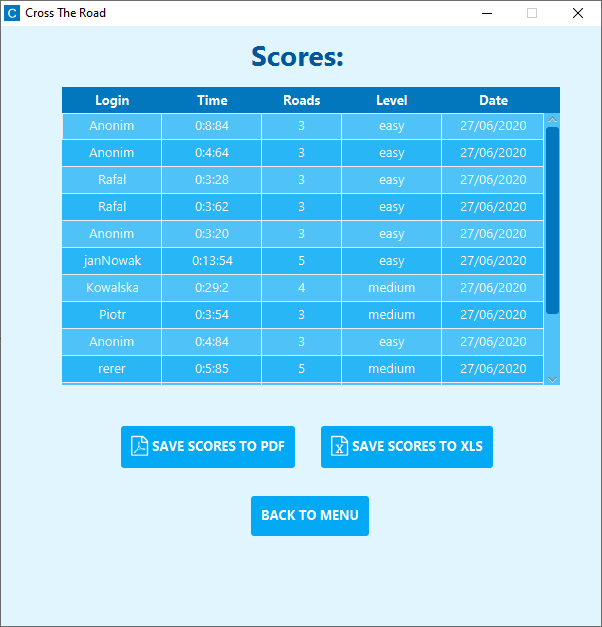 C Cross The Road
Scores:
Login Time Roads Level Date
Anonim 0:8:84 3 easy 27/06/2020
Anonim 0:4:64 3 easy 27/06/2020
Rafal 0:3:28 3 easy 27/06/2020
Rafal 0:3:62 3 easy 27/06/2020
Anonim 0:3:20 3 easy 27/06/2020
janNowak 0:13:54 5 easy 27/06/2020
Kowalska 0:29:2 4 medium 27/06/2020
Piotr 0:3:54 3 medium 27/06/2020
Anonim 0:4:84 3 easy 27/06/2020
rerer 0:5:85 5 medium 27/06/2020
SAVE SCORES TO PDF SAVE SCORES TO XLS
BACK TO MENU